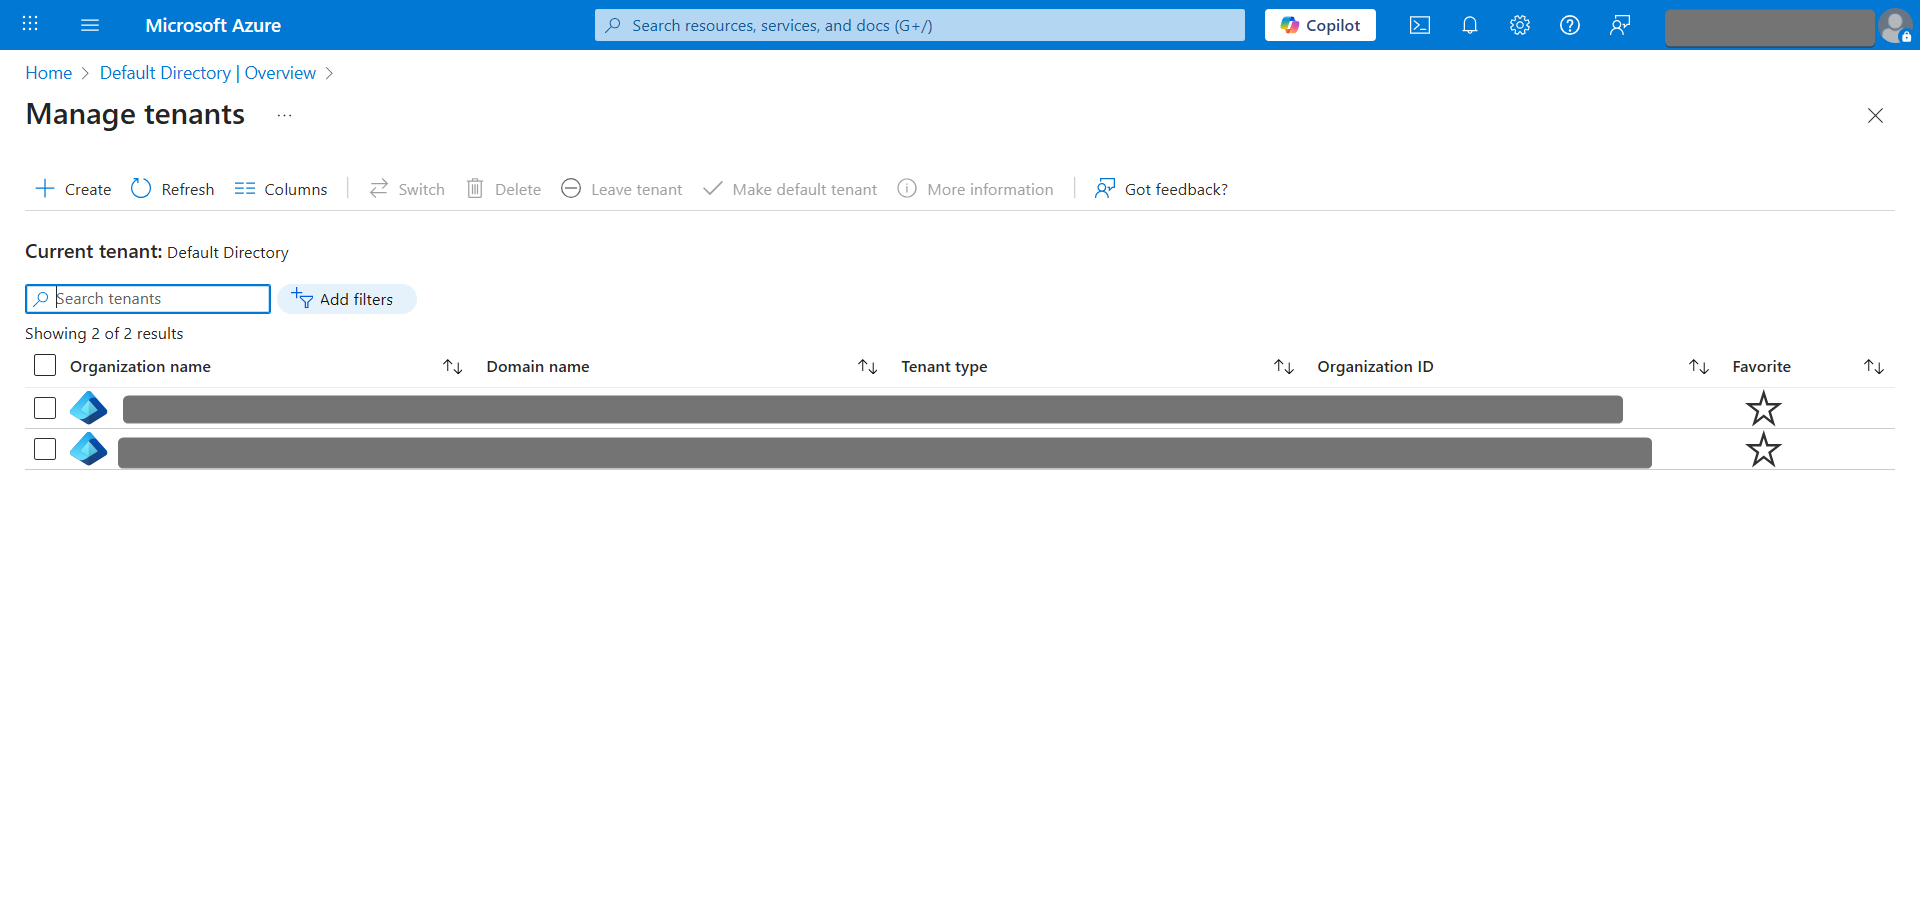 Microsoft Azure
Search resources, services, and docs (G+/)
Copilot
Home > Default Directory | Overview >
Manage tenants ...
Create Refresh Columns Switch Delete Leave tenant Make default tenant More information Got feedback?
Current tenant: Default Directory
Search tenants
Add filters
Showing 2 of 2 results
Organization name Domain name Tenant type Organization ID Favorite